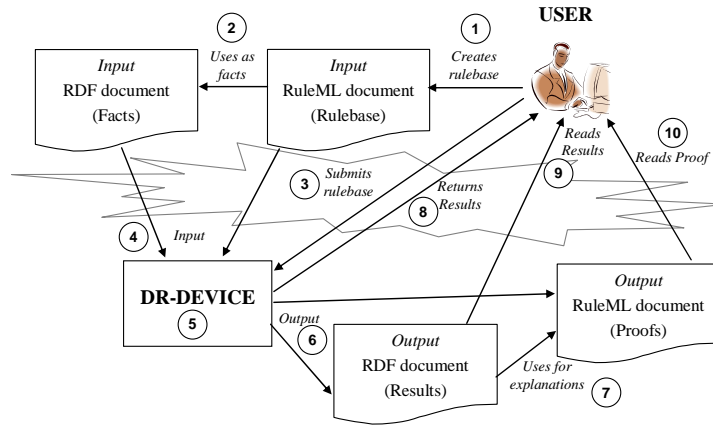 USER
2
1
Input
RDF document
(Facts)
Uses as
facts
Input
RuleML document
(Rulebase)
Creates
rulebase
3
Submits
rulebase
Returns
Results
8
Reads
Results
9
10
Reads Proof
4
Input
DR-DEVICE
5
Output
6
Output
RDF document
(Results)
Output
RuleML document
(Proofs)
Uses for
explanations
7